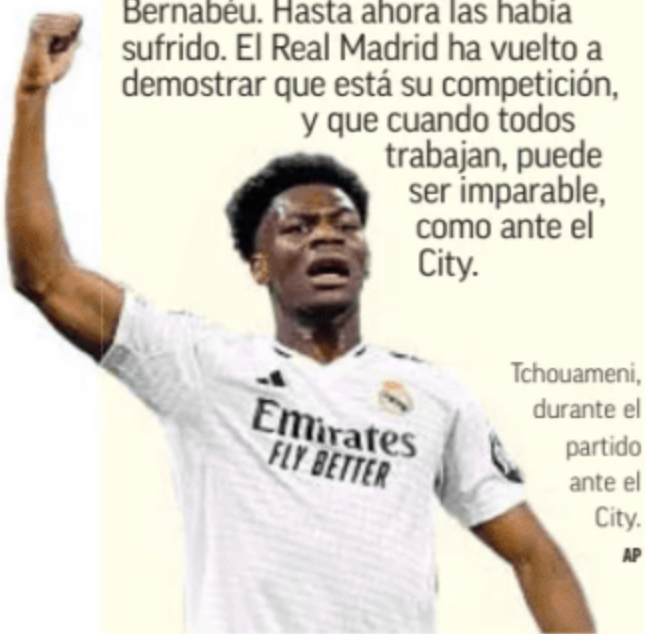 Bernabéu. Hasta ahora las había
sufrido. El Real Madrid ha vuelto a
demostrar que está su competición,
y que cuando todos
trabajan, puede
ser imparable,
como ante el
City.
Emirates
FLY BETTER
Tchouameni,
durante el
partido
ante el
City.
AP